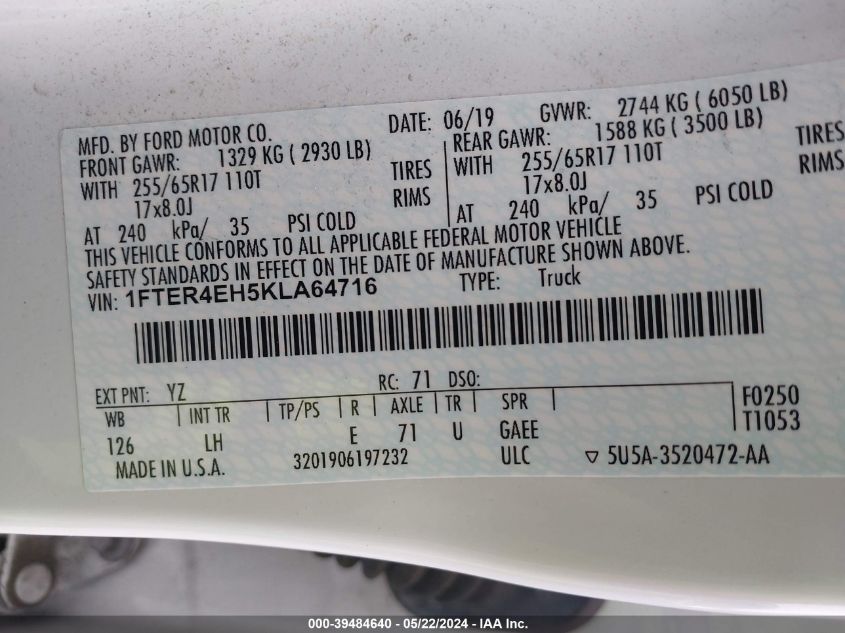 MFD. BY FORD MOTOR CO. DATE: 06/19 GVWR: 2744 KG ( 6050 LB)
FRONT GAWR: 1329 KG ( 2930 LB) REAR GAWR: 1588 KG ( 3500 LB)
WITH 255/65R17 110T TIRES WITH 255/65R17 110T TIRES
17x8.0J RIMS 17x8.0J RIMS
AT 240 kPa/ 35 PSI COLD AT 240 kPa/ 35 PSI COLD
THIS VEHICLE CONFORMS TO ALL APPLICABLE FEDERAL MOTOR VEHICLE
SAFETY STANDARDS IN EFFECT ON THE DATE OF MANUFACTURE SHOWN ABOVE.
VIN: 1FTER4EH5KLA64716 TYPE: Truck
EXT PNT: YZ RC: 71 DSO:
WB INT TR TP/PS R AXLE TR SPR F0250
126 LH E 71 U GAEE T1053
MADE IN U.S.A. 3201906197232 ULC ▽ 5U5A-3520472-AA
000-39484640 - 05/22/2024 - IAA Inc.